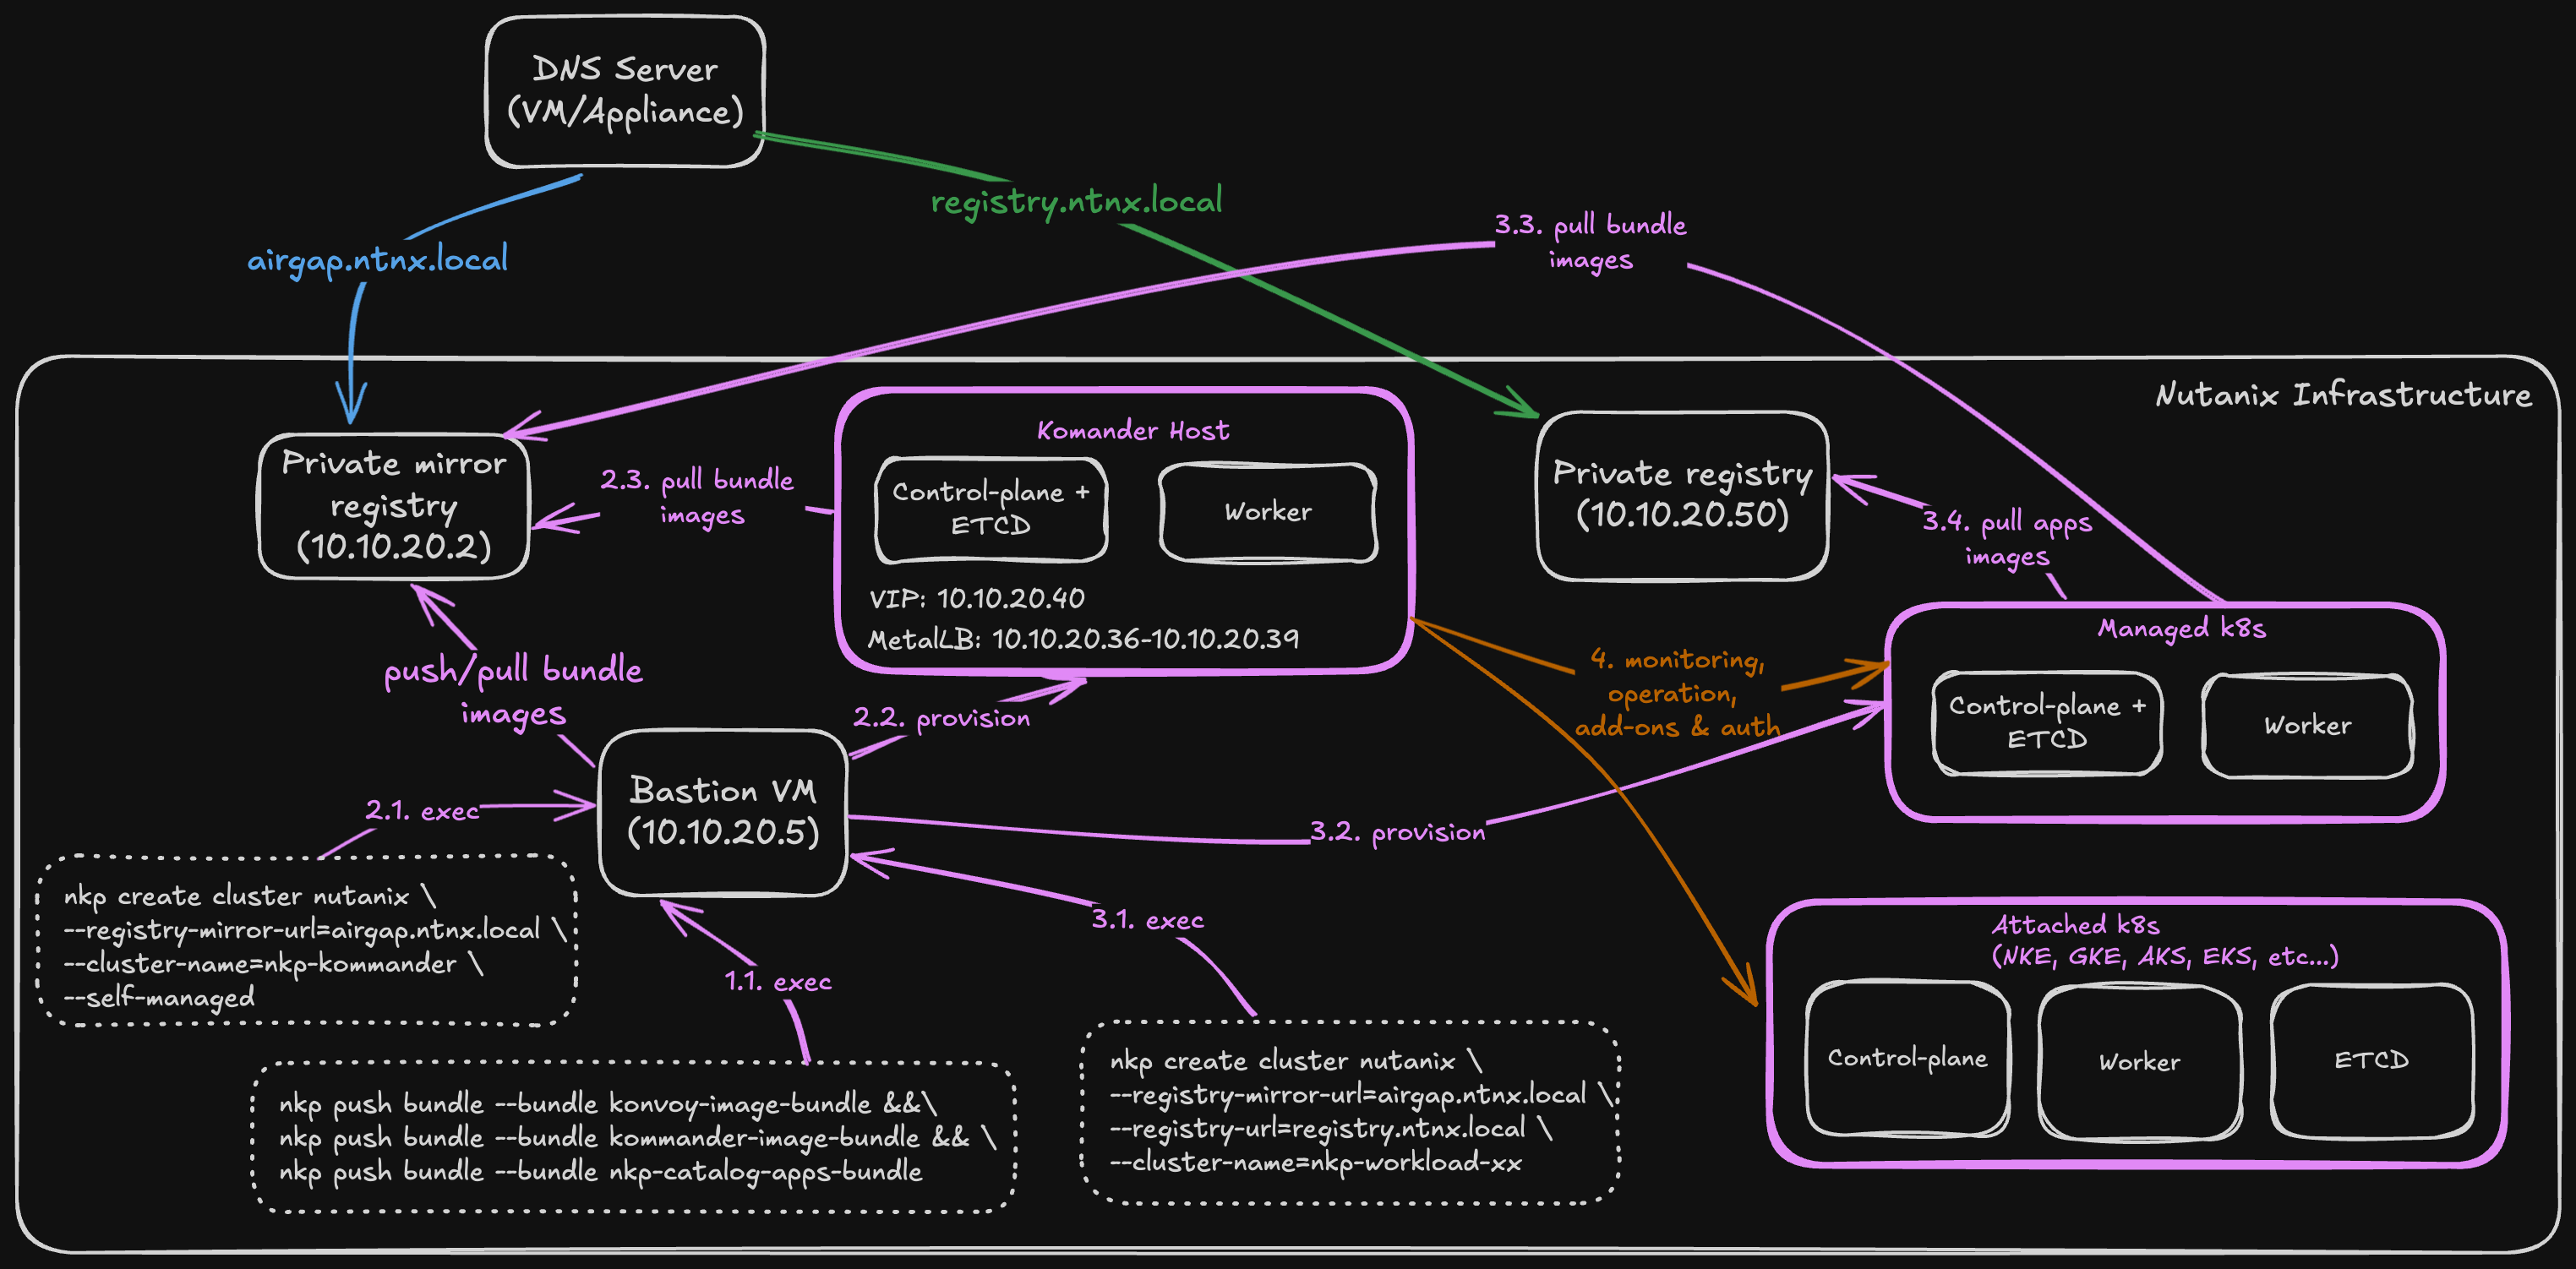 DNS Server
(VM/Appliance)
registry.ntnx.local
airgap.ntnx.local
3.3. pull bundle
images
Nutanix Infrastructure
Private mirror
registry
(10.10.20.2)
2.3. pull bundle
images
Komander Host
Control-plane +
ETCD
Worker
VIP: 10.10.20.40
MetalLB: 10.10.20.36-10.10.20.39
Private registry
(10.10.20.50)
3.4. pull apps
images
Managed k8s
Control-plane +
ETCD
Worker
4. monitoring,
operation,
add-ons & auth
push/pull bundle
images
2.2. provision
Bastion VM
(10.10.20.5)
2.1. exec
3.2. provision
nkp create cluster nutanix \
--registry-mirror-url=airgap.ntnx.local \
--cluster-name=nkp-kommander \
--self-managed
3.1. exec
1.1. exec
Attached k8s
(NKE, GKE, AKS, EKS, etc...)
Control-plane
Worker
ETCD
nkp push bundle --bundle konvoy-image-bundle &&\
nkp push bundle --bundle kommander-image-bundle && \
nkp push bundle --bundle nkp-catalog-apps-bundle
nkp create cluster nutanix \
--registry-mirror-url=airgap.ntnx.local \
--registry-url=registry.ntnx.local \
--cluster-name=nkp-workload-xx